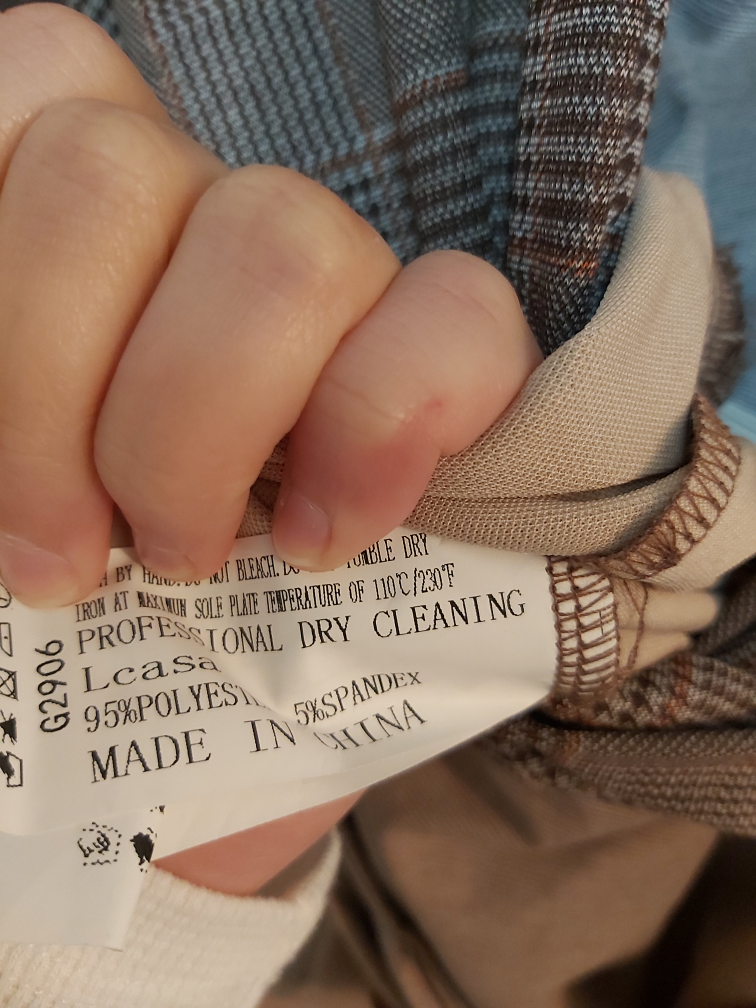 BY HAND. DO NOT BLEACH. DO TUMBLE DRY
IRON AT MAXIMUN SOLE PLATE TEMPERATURE OF 110℃/230℉
PROFESSIONAL DRY CLEANING
Lcasa
95%POLYEST 5%SPANDEX
MADE IN CHINA
G2906